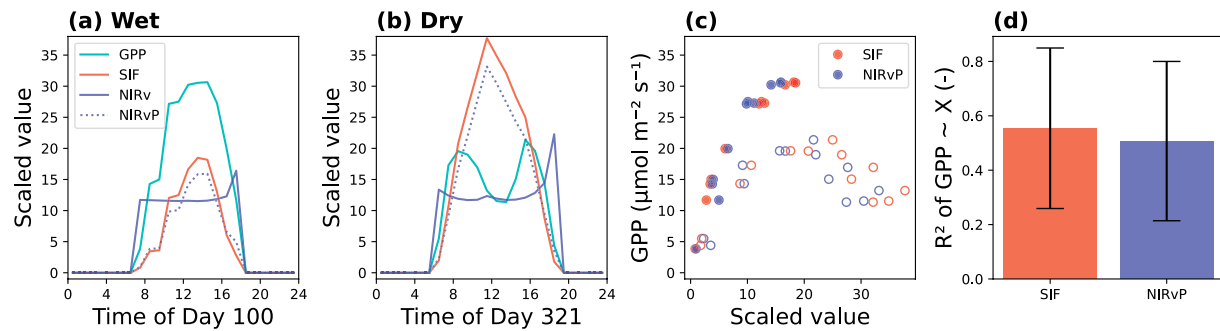 (a) Wet
Scaled value
35
30
25
20
15
10
5
0
GPP
SIF
NIRv
NIRvP
0 4 8 12 16 20 24
Time of Day 100
(b) Dry
Scaled value
35
30
25
20
15
10
5
0
0 4 8 12 16 20 24
Time of Day 321
(c)
GPP (μmol m⁻² s⁻¹)
35
30
25
20
15
10
5
0
SIF
NIRvP
0 10 20 30
Scaled value
(d)
R² of GPP ~ X (-)
0.8
0.6
0.4
0.2
0.0
SIF NIRvP